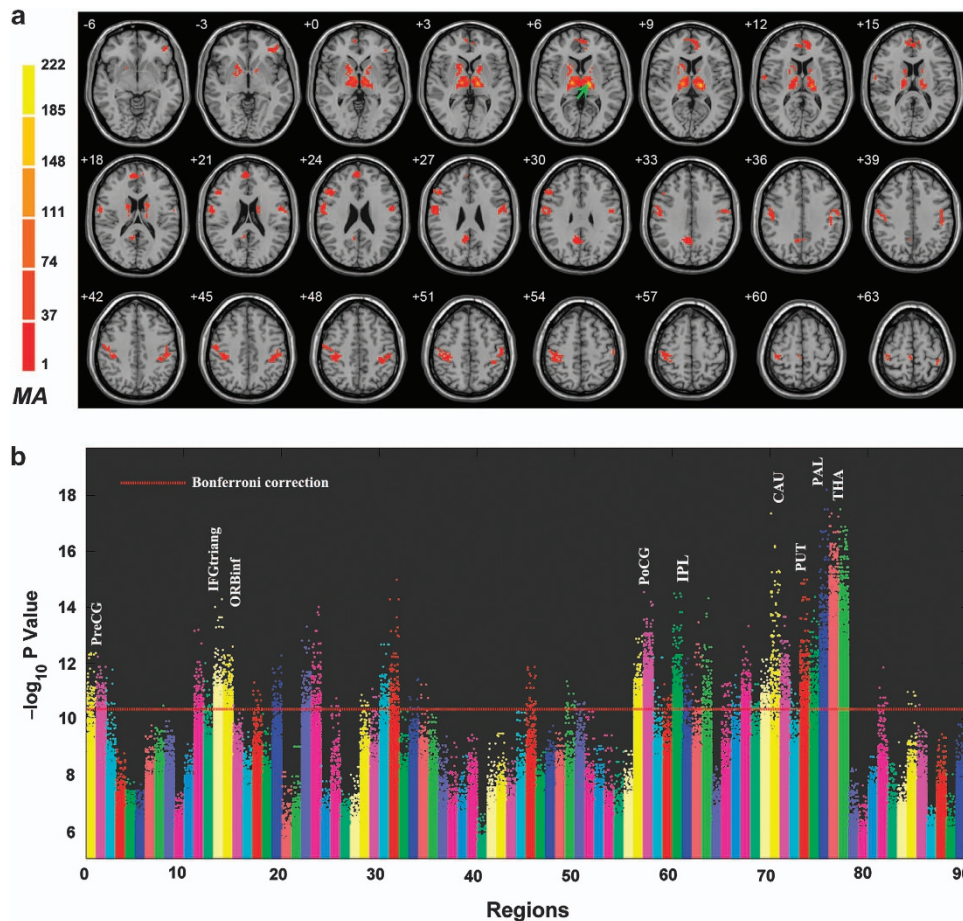 a
-6 -3 +0 +3 +6 +9 +12 +15
222
185
148
111
74
37
1
MA
+18 +21 +24 +27 +30 +33 +36 +39
+42 +45 +48 +51 +54 +57 +60 +63
b
Bonferroni correction
PreCG IFGtriang ORBinf PoCG IPL CAU PUT PAL THA
–log10 P Value
18
16
14
12
10
8
6
0 10 20 30 40 50 60 70 80 90
Regions